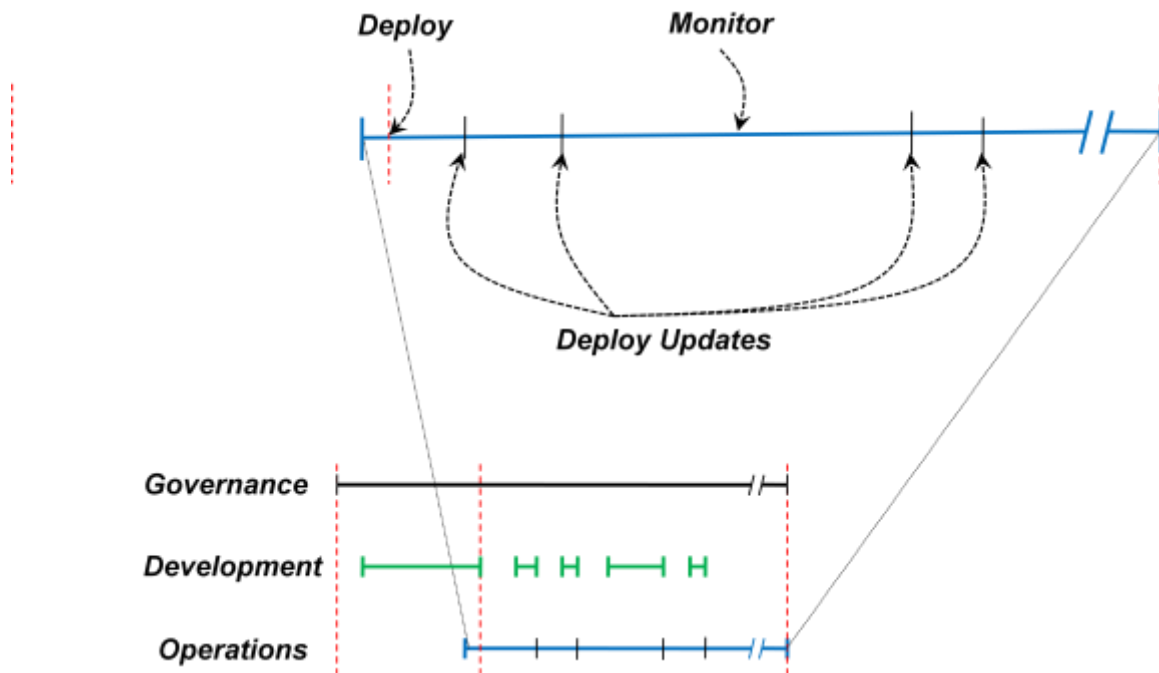 Deploy
Monitor
Deploy Updates
Governance
Development
Operations